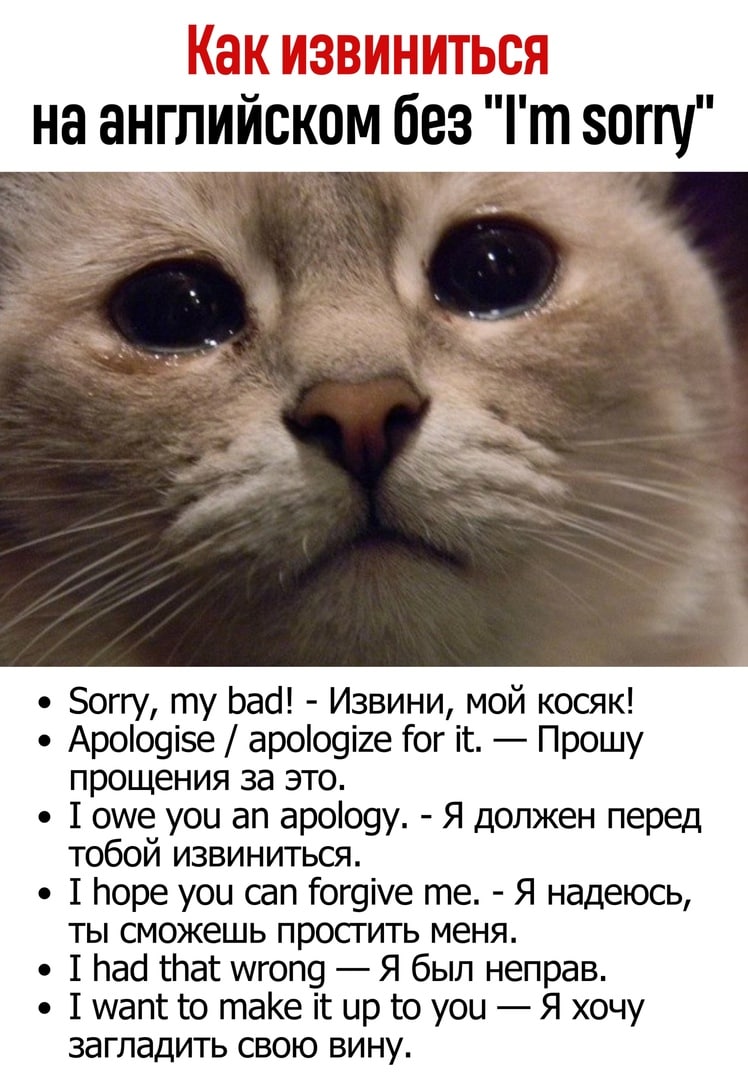 Как извиниться
на английском без "I'm sorry"
• Sorry, my bad! - Извини, мой косяк!
• Apologise / apologize for it. — Прошу
прощения за это.
• I owe you an apology. - Я должен перед
тобой извиниться.
• I hope you can forgive me. - Я надеюсь,
ты сможешь простить меня.
• I had that wrong — Я был неправ.
• I want to make it up to you — Я хочу
загладить свою вину.